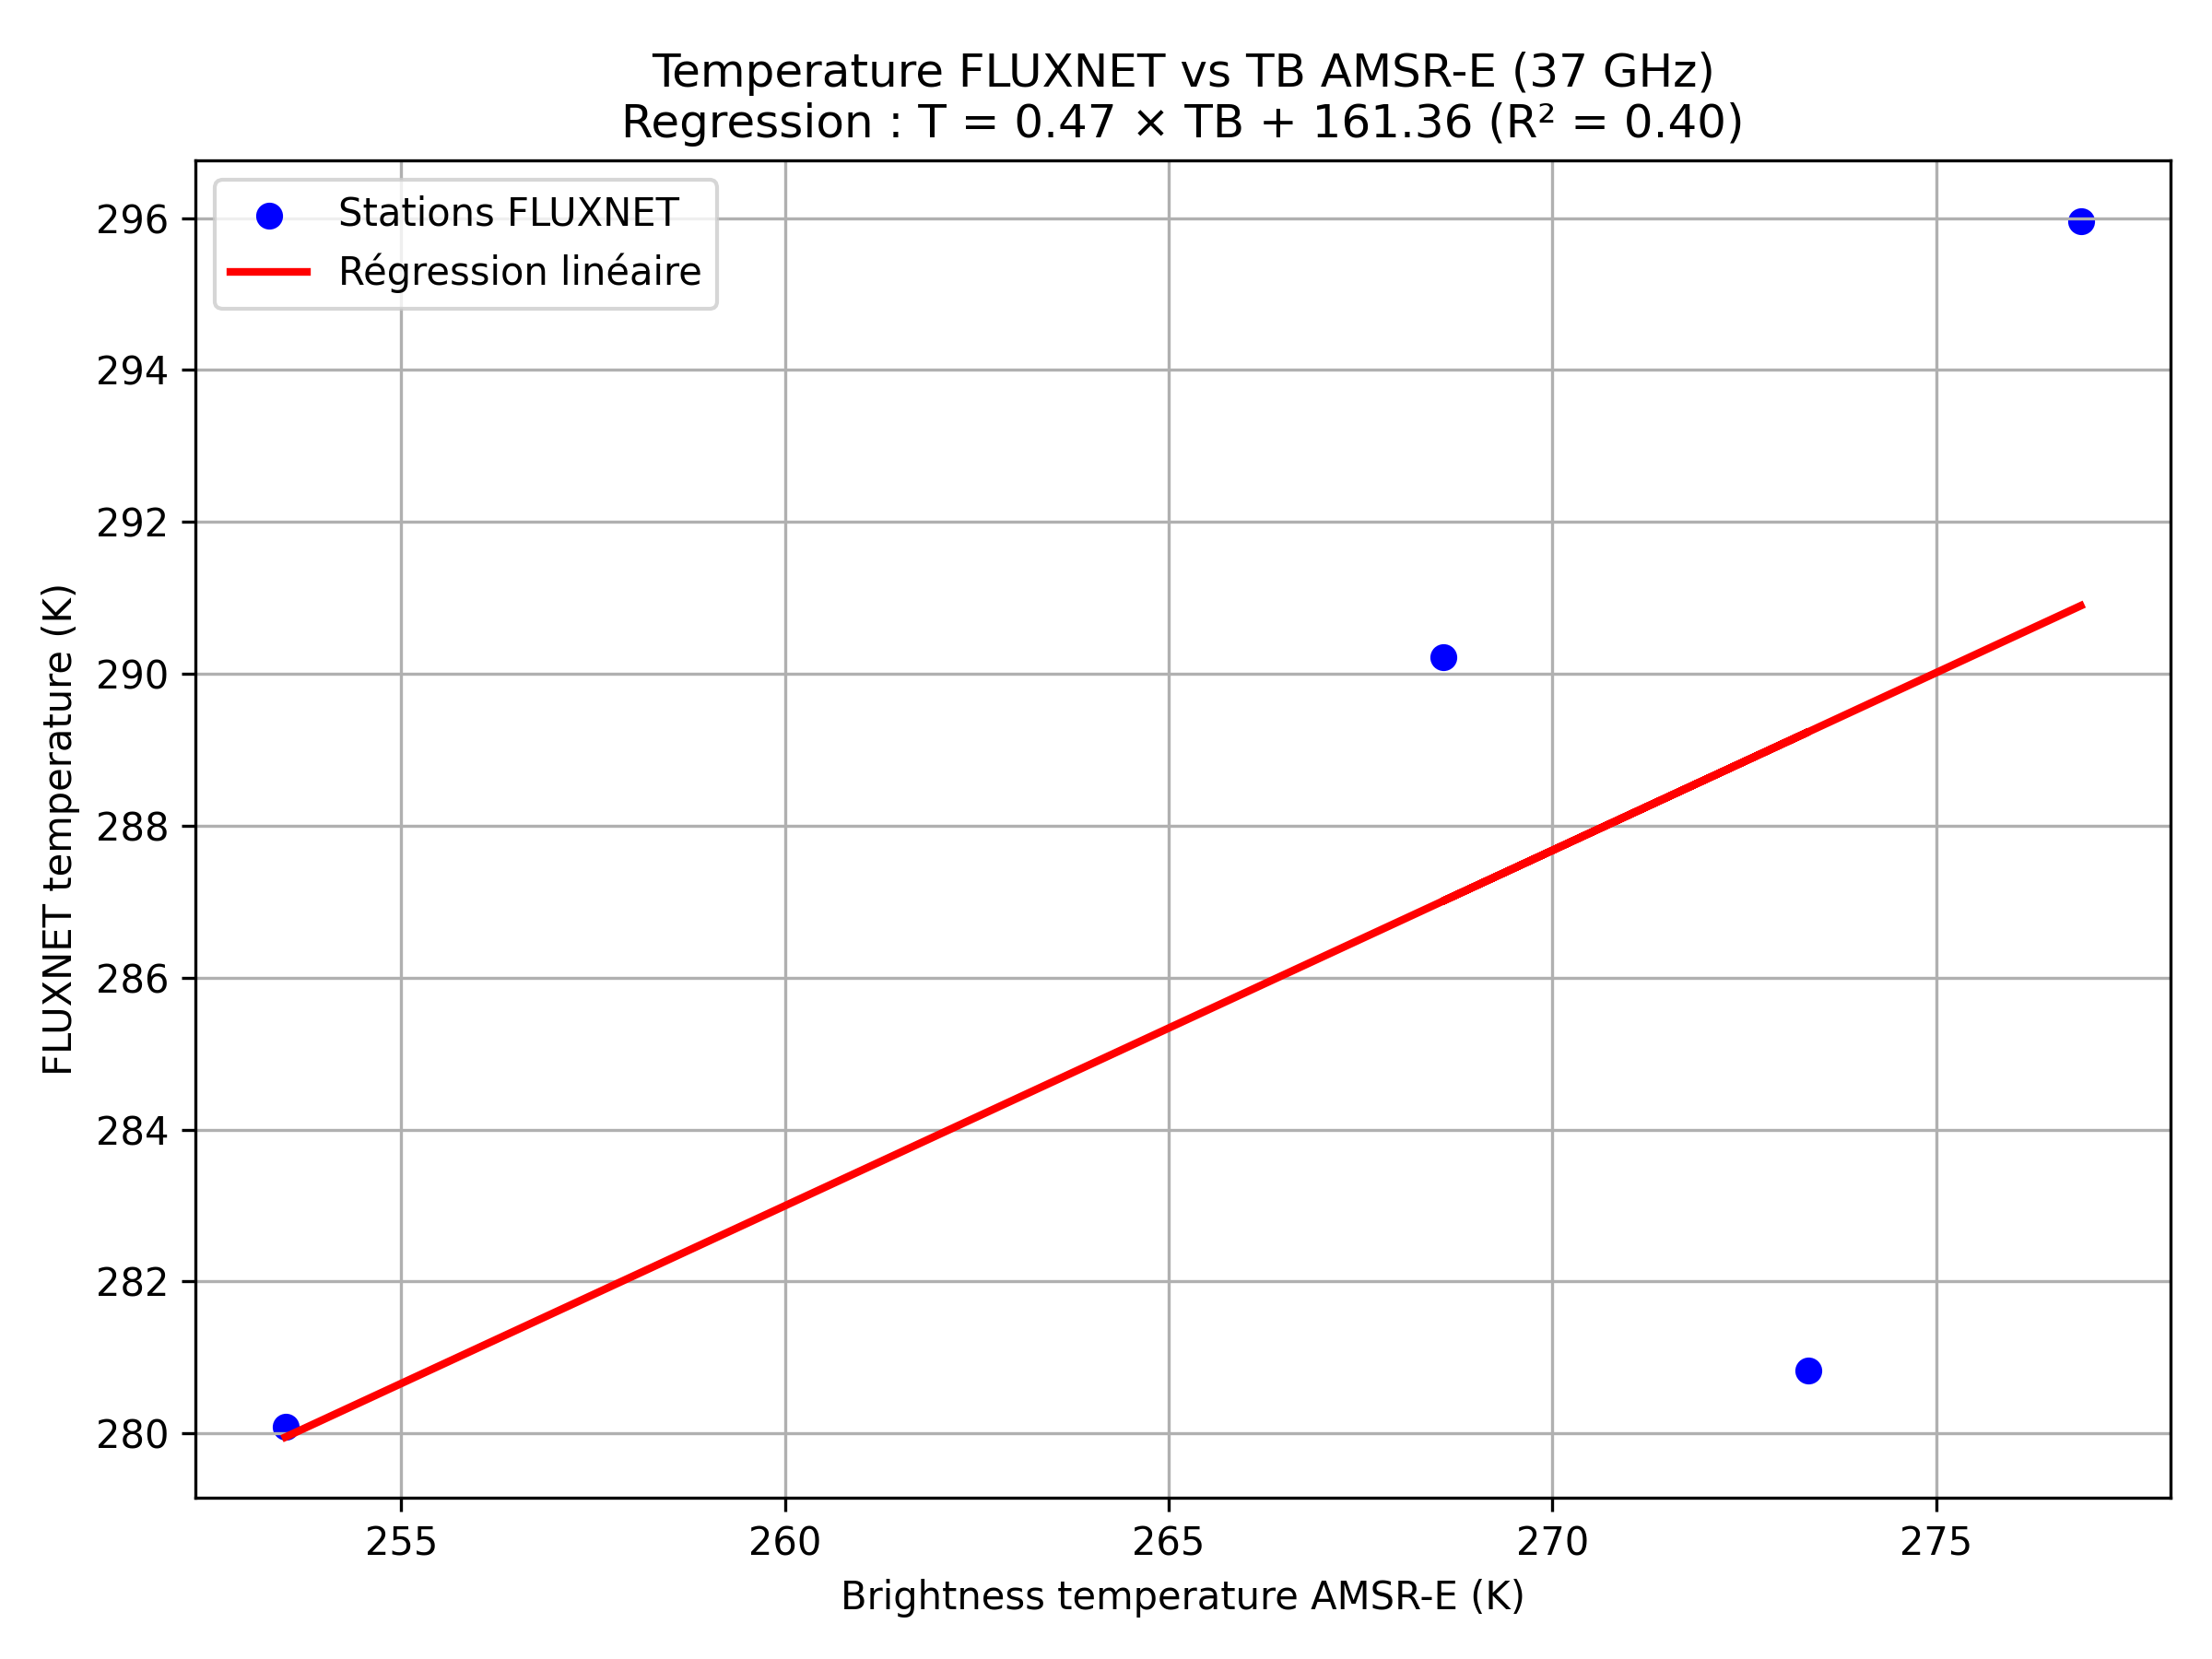 Temperature FLUXNET vs TB AMSR-E (37 GHz)
Regression : T = 0.47 × TB + 161.36 (R² = 0.40)
Stations FLUXNET
Régression linéaire
296
294
292
290
288
286
284
282
280
FLUXNET temperature (K)
255 260 265 270 275
Brightness temperature AMSR-E (K)